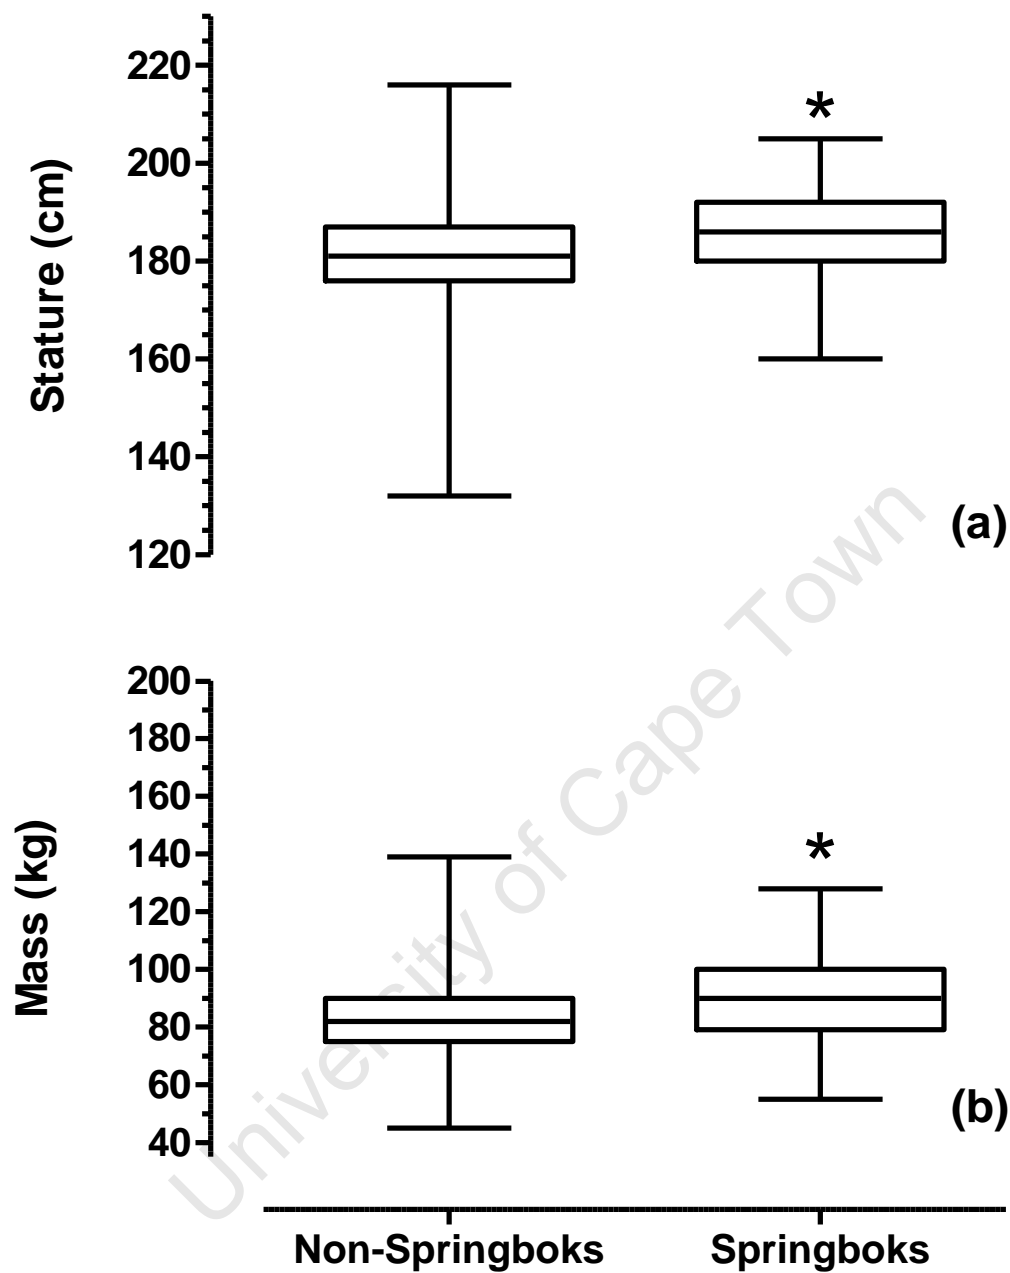 220
200
180
160
140
120
Stature (cm)
*
(a)
200
180
160
140
120
100
80
60
40
Mass (kg)
*
(b)
Non-Springboks Springboks
University of Cape Town